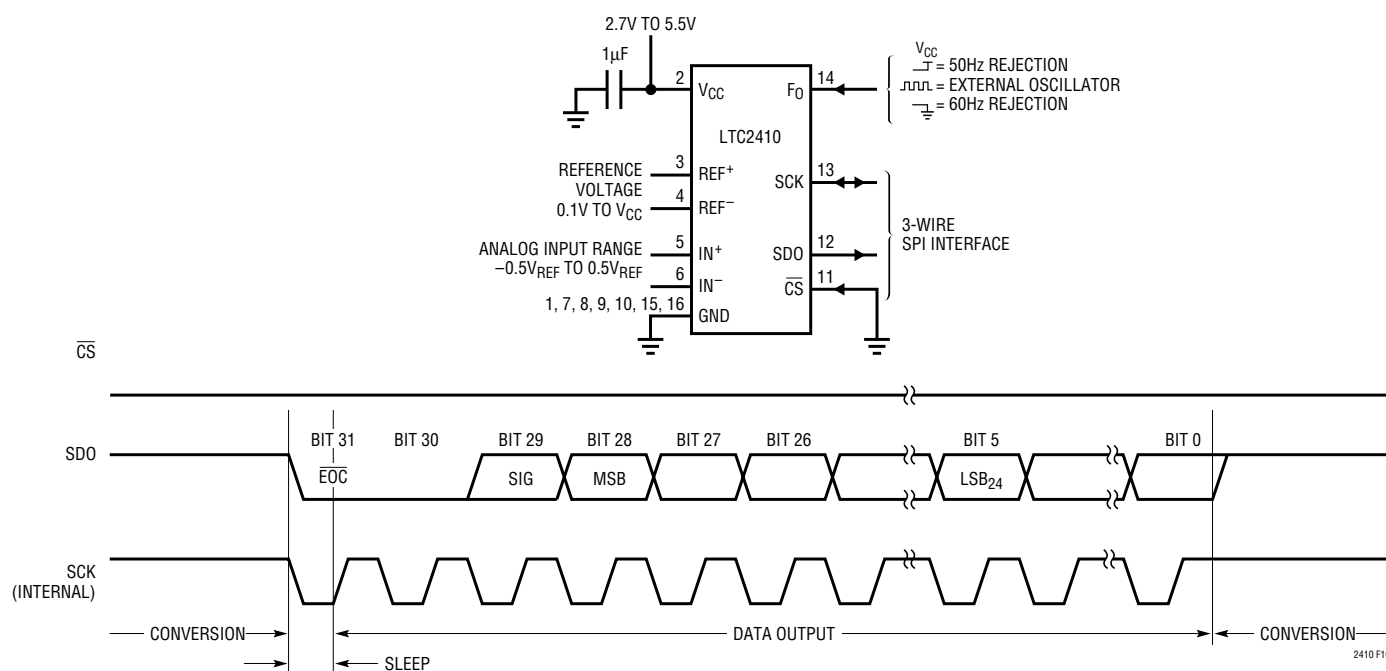 2.7V TO 5.5V
1µF
2
VCC
14
FO
VCC
= 50Hz REJECTION
= EXTERNAL OSCILLATOR
= 60Hz REJECTION
LTC2410
REFERENCE
VOLTAGE
0.1V TO VCC
3
REF+
4
REF−
13
SCK
ANALOG INPUT RANGE
−0.5VREF TO 0.5VREF
5
IN+
6
IN−
12
SDO
11
CS
3-WIRE
SPI INTERFACE
1, 7, 8, 9, 10, 15, 16
GND
CS
SDO
BIT 31
BIT 30
BIT 29
BIT 28
BIT 27
BIT 26
BIT 5
BIT 0
EOC
SIG
MSB
LSB24
SCK
(INTERNAL)
CONVERSION
DATA OUTPUT
CONVERSION
SLEEP